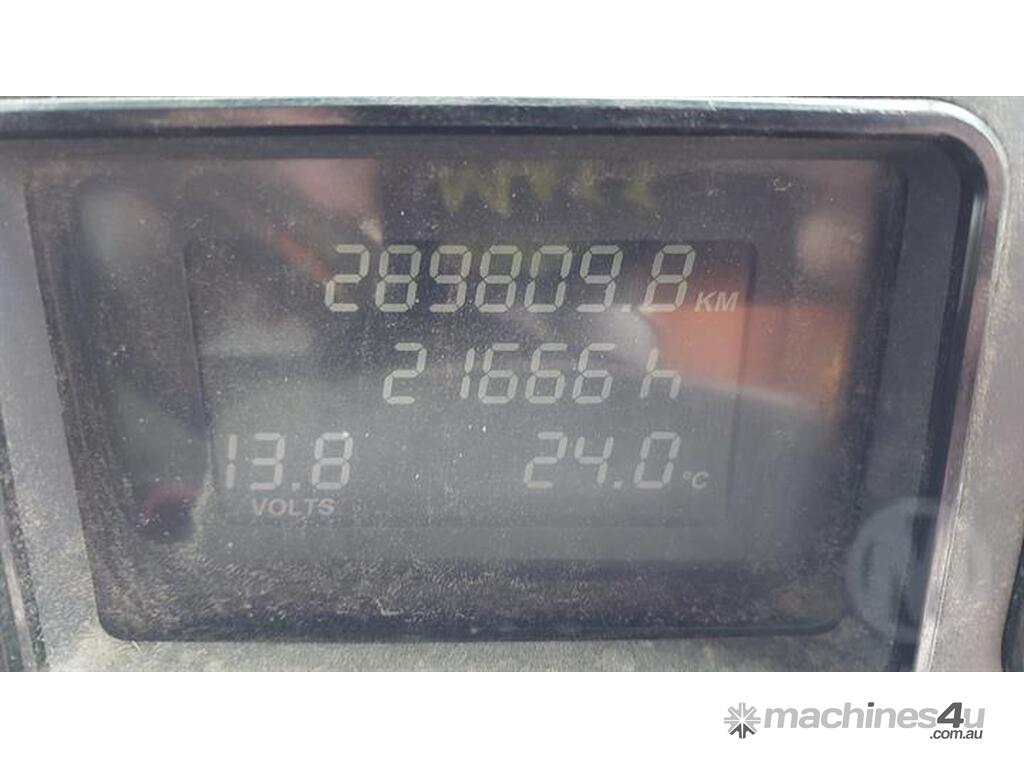 289809.8 KM
21666 h
13.8 24.0 °C
VOLTS
machines4u
.com.au